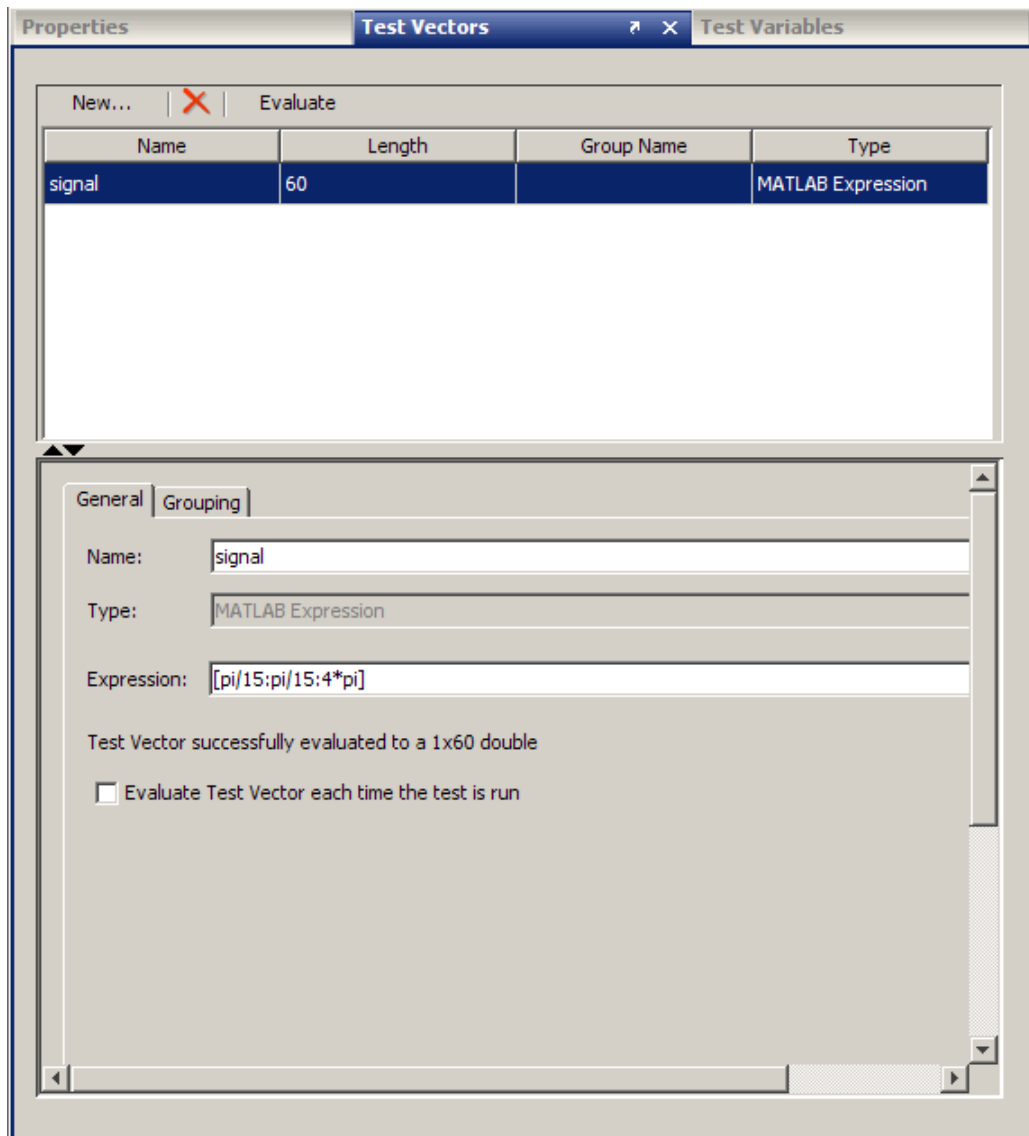 Properties Test Vectors Test Variables
New... Evaluate
Name Length Group Name Type
signal 60 MATLAB Expression
General Grouping
Name: signal
Type: MATLAB Expression
Expression: [pi/15:pi/15:4*pi]
Test Vector successfully evaluated to a 1x60 double
Evaluate Test Vector each time the test is run